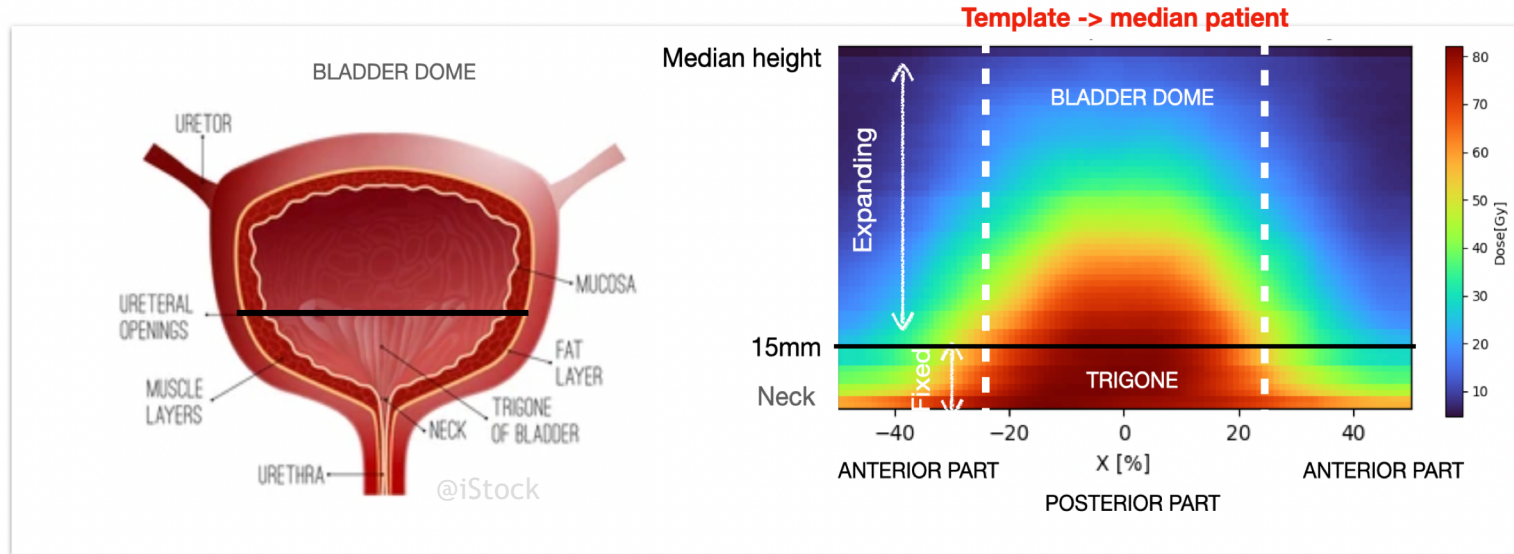 BLADDER DOME
URETOR
URETERAL
OPENINGS
MUSCLE
LAYERS
URETHRA
MUCOSA
FAT
LAYER
TRIGONE
OF BLADDER
NECK
@iStock
Template -> median patient
Median height
BLADDER DOME
Expanding
15mm
Fixed
TRIGONE
Neck
−40 −20 0 20 40
X [%]
ANTERIOR PART
ANTERIOR PART
POSTERIOR PART
80
70
60
50
40
30
20
10
Dose[Gy]